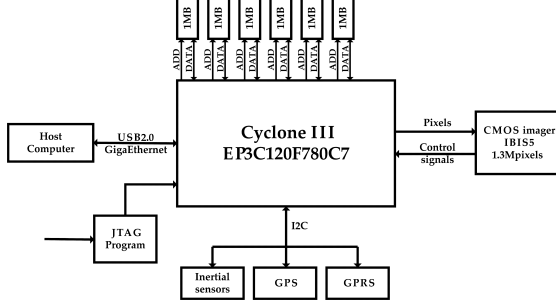 1MB 1MB 1MB 1MB 1MB 1MB
ADD DATA ADD DATA ADD DATA ADD DATA ADD DATA ADD DATA
Cyclone III
EP3C120F780C7
Host
Computer
USB2.0
GigaEthernet
Pixels
Control
signals
CMOS imager
IBIS5
1.3Mpixels
JTAG
Program
I2C
Inertial
sensors
GPS
GPRS